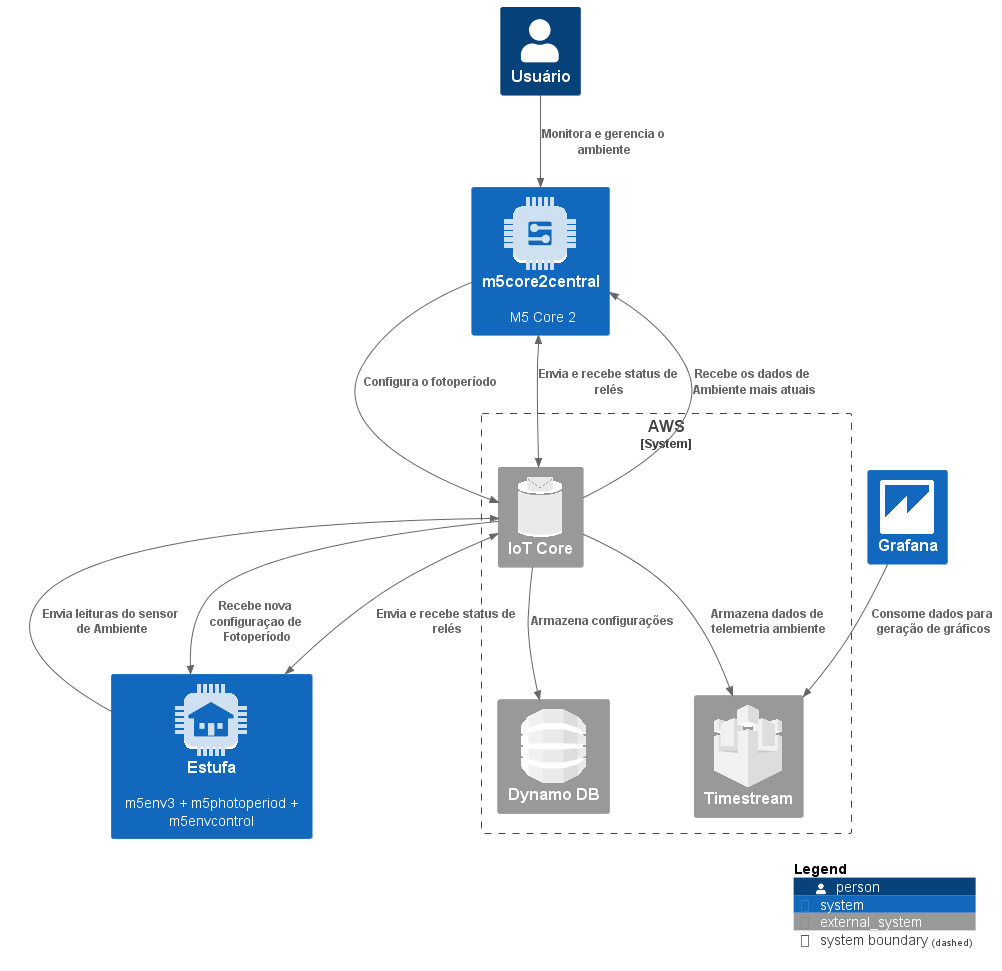 Usuário
Monitora e gerencia o
ambiente
m5core2central
M5 Core 2
Configura o fotoperíodo
Envia e recebe status de
relés
Recebe os dados de
Ambiente mais atuais
AWS
[System]
IoT Core
Grafana
Envia leituras do sensor
de Ambiente
Recebe nova
configuraçao de
Fotoperíodo
Envia e recebe status de
relés
Armazena configurações
Armazena dados de
telemetria ambiente
Consome dados para
geração de gráficos
Estufa
m5env3 + m5photoperiod +
m5envcontrol
Dynamo DB
Timestream
Legend
person
system
external_system
system boundary (dashed)